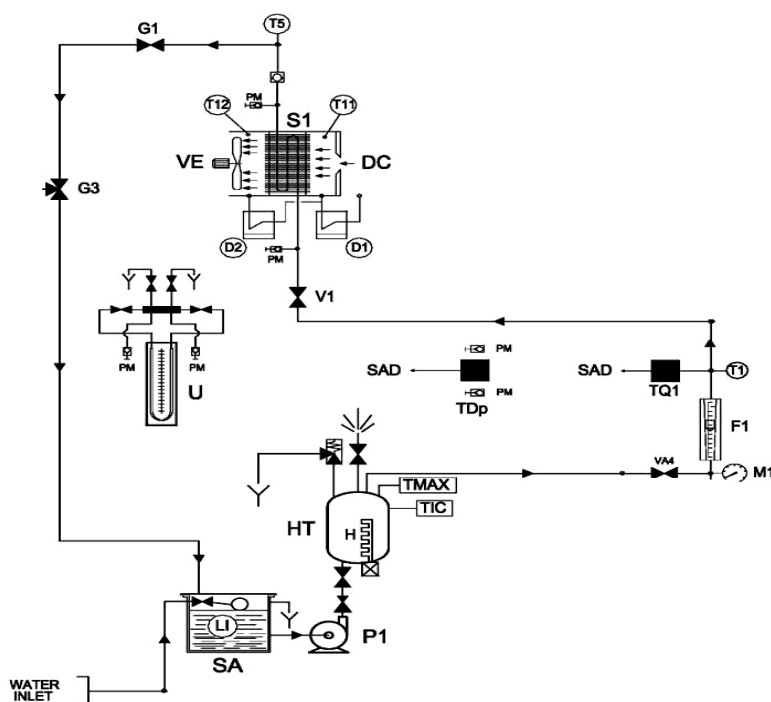 T5
G1
PM
T12
T11
S1
VE
DC
G3
D2
D1
PM
V1
PM
PM
U
SAD
PM
PM
TDp
SAD
TQ1
T1
F1
VA4
M1
TMAX
TIC
HT
H
P1
LI
SA
WATER
INLET